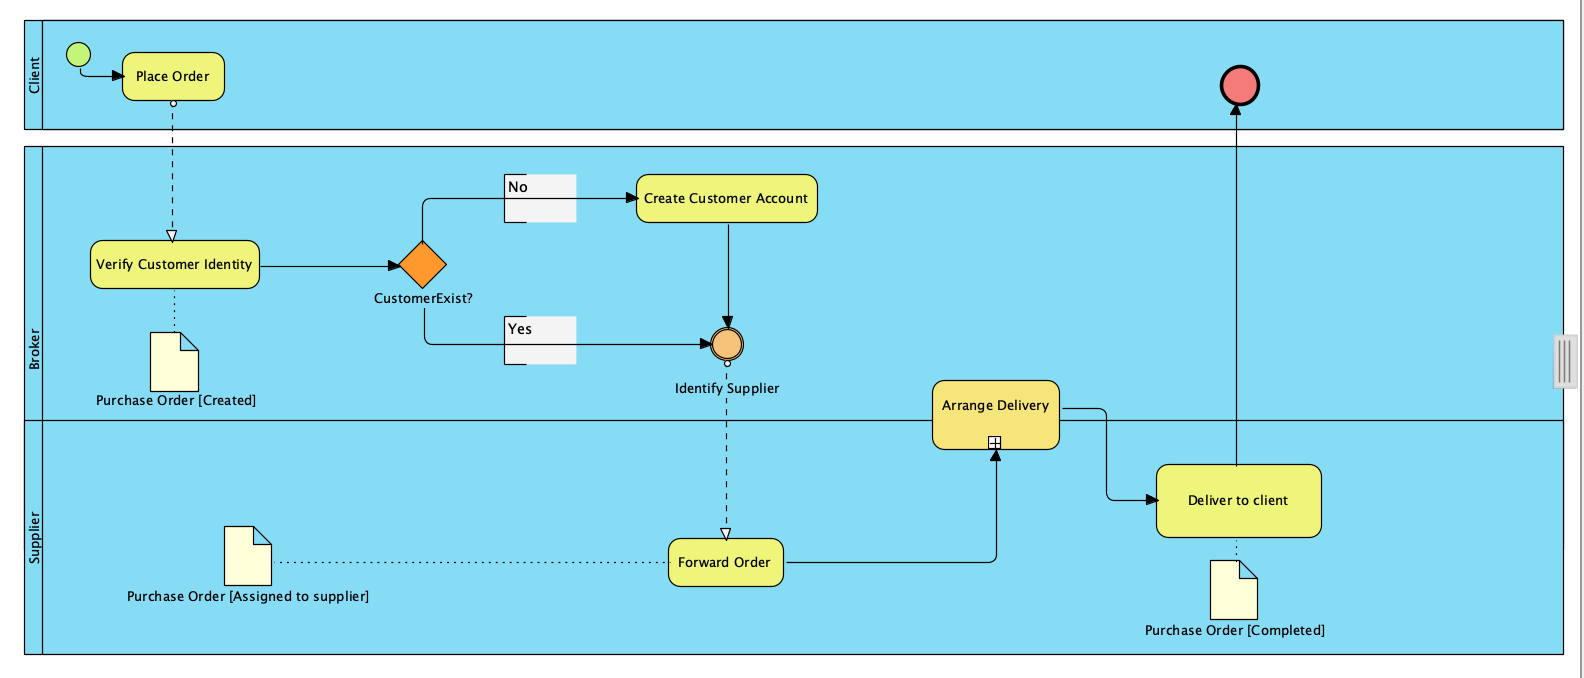 Client
Place Order
Broker
No
Create Customer Account
Verify Customer Identity
CustomerExist?
Yes
Identify Supplier
Purchase Order [Created]
Arrange Delivery
Supplier
Deliver to client
Forward Order
Purchase Order [Assigned to supplier]
Purchase Order [Completed]